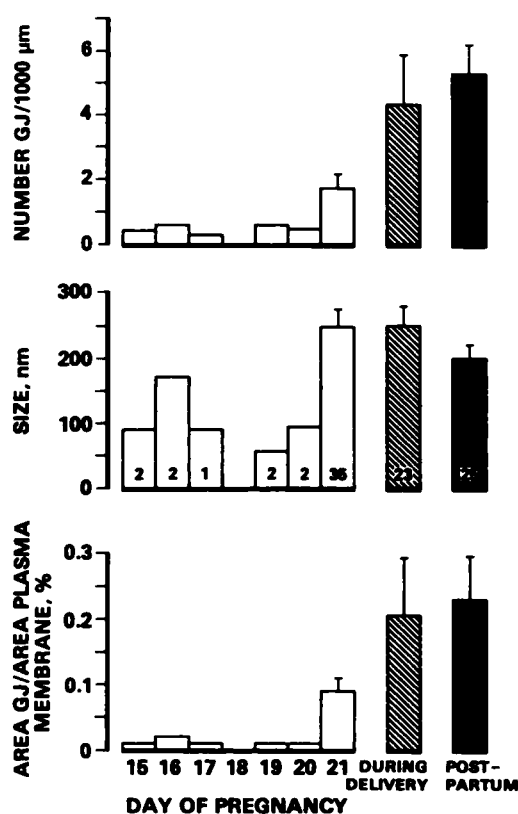 NUMBER GJ/1000 µm
6
4
2
0
SIZE, nm
300
200
100
0
2
2
1
2
2
36
23
AREA GJ/AREA PLASMA
MEMBRANE, %
0.3
0.2
0.1
0
15 16 17 18 19 20 21 DURING POST-
DELIVERY PARTUM
DAY OF PREGNANCY